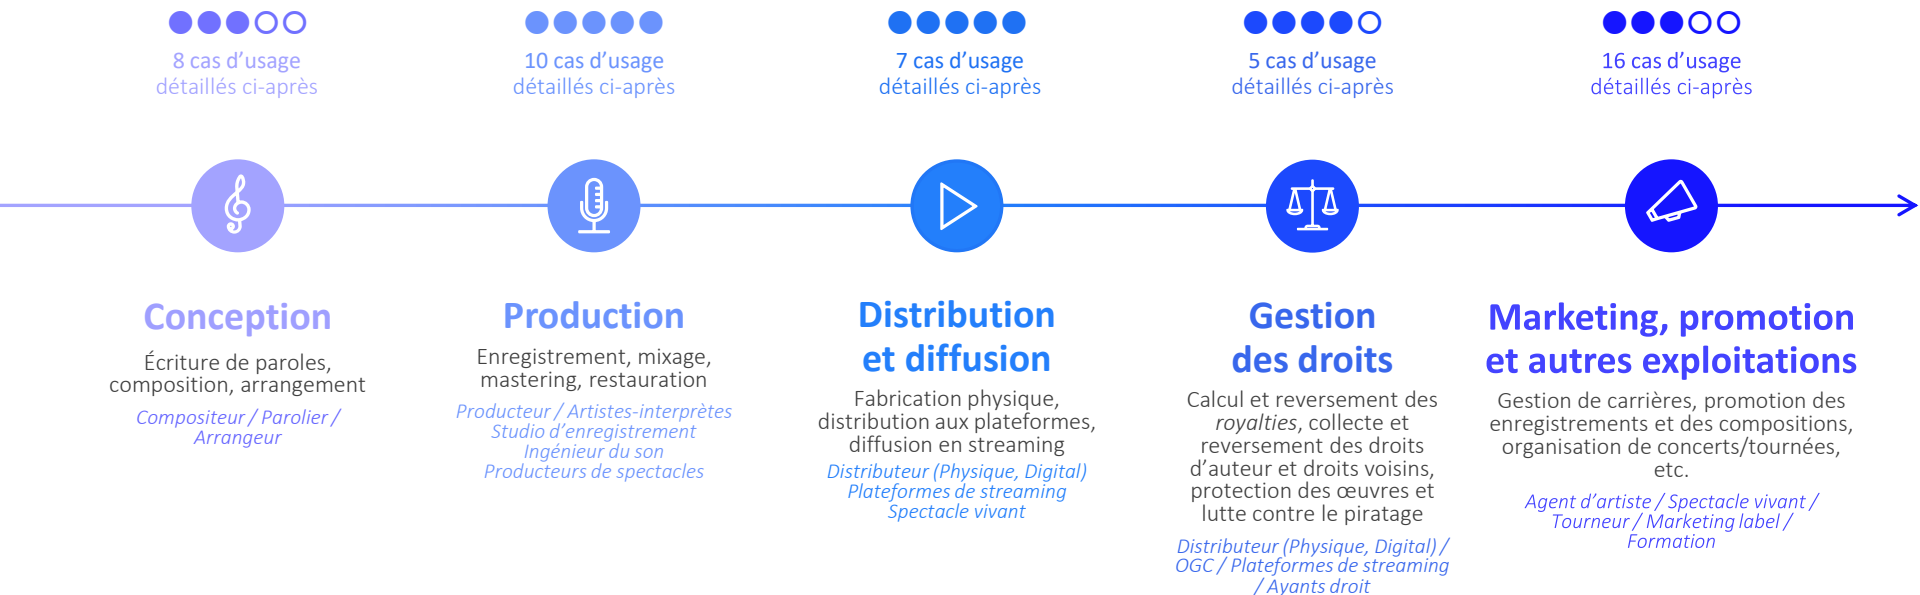 8 cas d’usage
détaillés ci-après
10 cas d’usage
détaillés ci-après
7 cas d’usage
détaillés ci-après
5 cas d’usage
détaillés ci-après
16 cas d’usage
détaillés ci-après
Conception
Écriture de paroles,
composition, arrangement
Compositeur / Parolier /
Arrangeur
Production
Enregistrement, mixage,
mastering, restauration
Producteur / Artistes-interprètes
Studio d’enregistrement
Ingénieur du son
Producteurs de spectacles
Distribution
et diffusion
Fabrication physique,
distribution aux plateformes,
diffusion en streaming
Distributeur (Physique, Digital)
Plateformes de streaming
Spectacle vivant
Gestion
des droits
Calcul et reversement des
royalties, collecte et
reversement des droits
d’auteur et droits voisins,
protection des œuvres et
lutte contre le piratage
Distributeur (Physique, Digital) /
OGC / Plateformes de streaming
/ Ayants droit
Marketing, promotion
et autres exploitations
Gestion de carrières, promotion des
enregistrements et des compositions,
organisation de concerts/tournées,
etc.
Agent d’artiste / Spectacle vivant /
Tourneur / Marketing label /
Formation